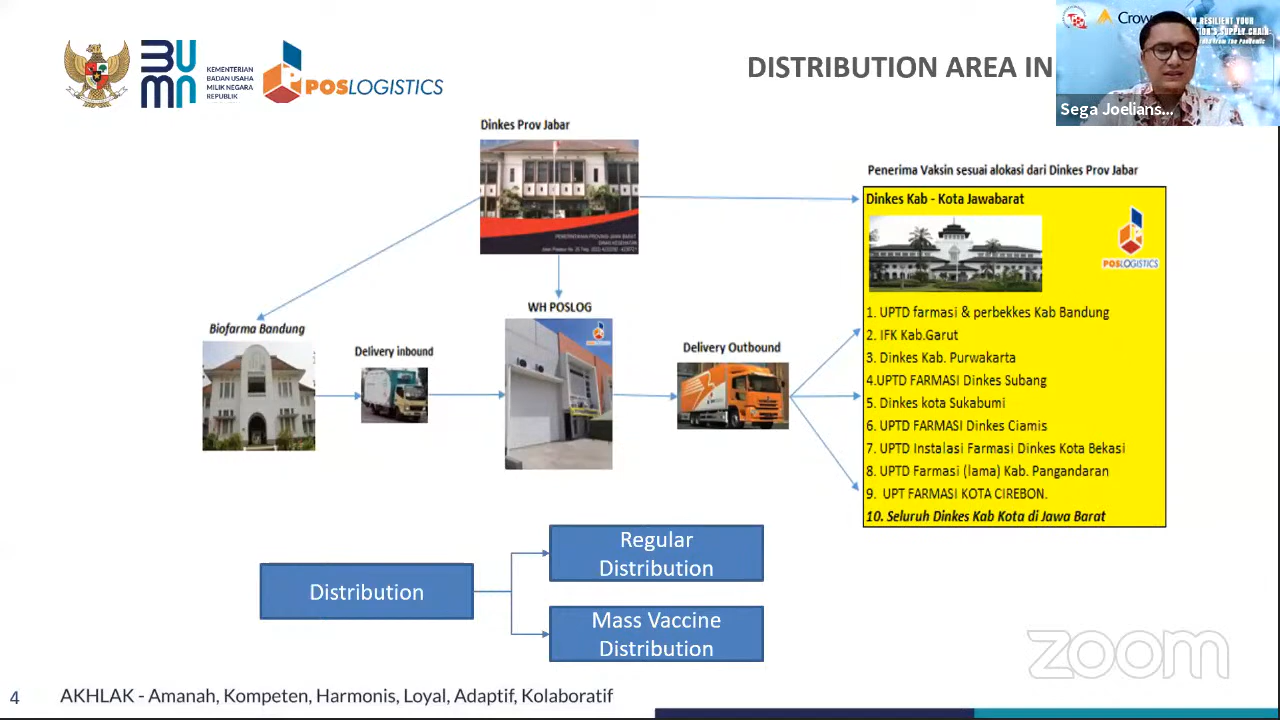 BUMN
KEMENTERIAN
BADAN USAHA
MILIK NEGARA
REPUBLIK
POSLOGISTICS
DISTRIBUTION AREA IN
Crow
Sega Joelians...
Dinkes Prov Jabar
Penerima Vaksin sesuai alokasi dari Dinkes Prov Jabar
Dinkes Kab - Kota Jawabarat
POSLOGISTICS
Biofarma Bandung
Delivery inbound
WH POSLOG
Delivery Outbound
1. UPTD farmasi & perbekkes Kab Bandung
2. IFK Kab.Garut
3. Dinkes Kab. Purwakarta
4.UPTD FARMASI Dinkes Subang
5. Dinkes kota Sukabumi
6. UPTD FARMASI Dinkes Ciamis
7. UPTD Instalasi Farmasi Dinkes Kota Bekasi
8. UPTD Farmasi (lama) Kab. Pangandaran
9. UPT FARMASI KOTA CIREBON.
10. Seluruh Dinkes Kab Kota di Jawa Barat
Distribution
Regular
Distribution
Mass Vaccine
Distribution
zoom
4
AKHLAK - Amanah, Kompeten, Harmonis, Loyal, Adaptif, Kolaboratif